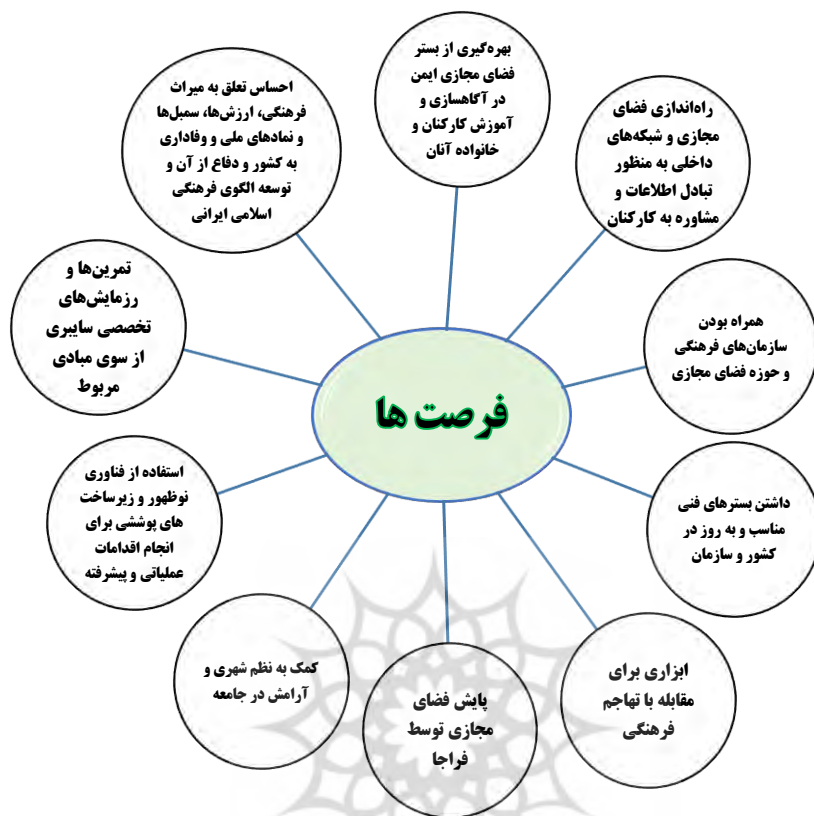 بهره‌گیری از بستر
فضای مجازی ایمن
در آگاهسازی و
آموزش کارکنان و
خانواده آنان
راه‌اندازی فضای
مجازی و شبکه‌های
داخلی به منظور
تبادل اطلاعات و
مشاوره به کارکنان
همراه بودن
سازمان‌های فرهنگی
و حوزه فضای مجازی
داشتن بسترهای فنی
مناسب و به روز در
کشور و سازمان
ابزاری برای
مقابله با تهاجم
فرهنگی
پایش فضای
مجازی توسط
فراجا
کمک به نظم شهری و
آرامش در جامعه
استفاده از فناوری
نوظهور و زیرساخت
های پوششی برای
انجام اقدامات
عملیاتی و پیشرفته
تمرین‌ها و
رزمایش‌های
تخصصی سایبری
از سوی مبادی
مربوط
احساس تعلق به میراث
فرهنگی، ارزش‌ها، سمبل‌ها
و نمادهای ملی و وفاداری
به کشور و دفاع از آن و
توسعه الگوی فرهنگی
اسلامی ایرانی
فرصت ها